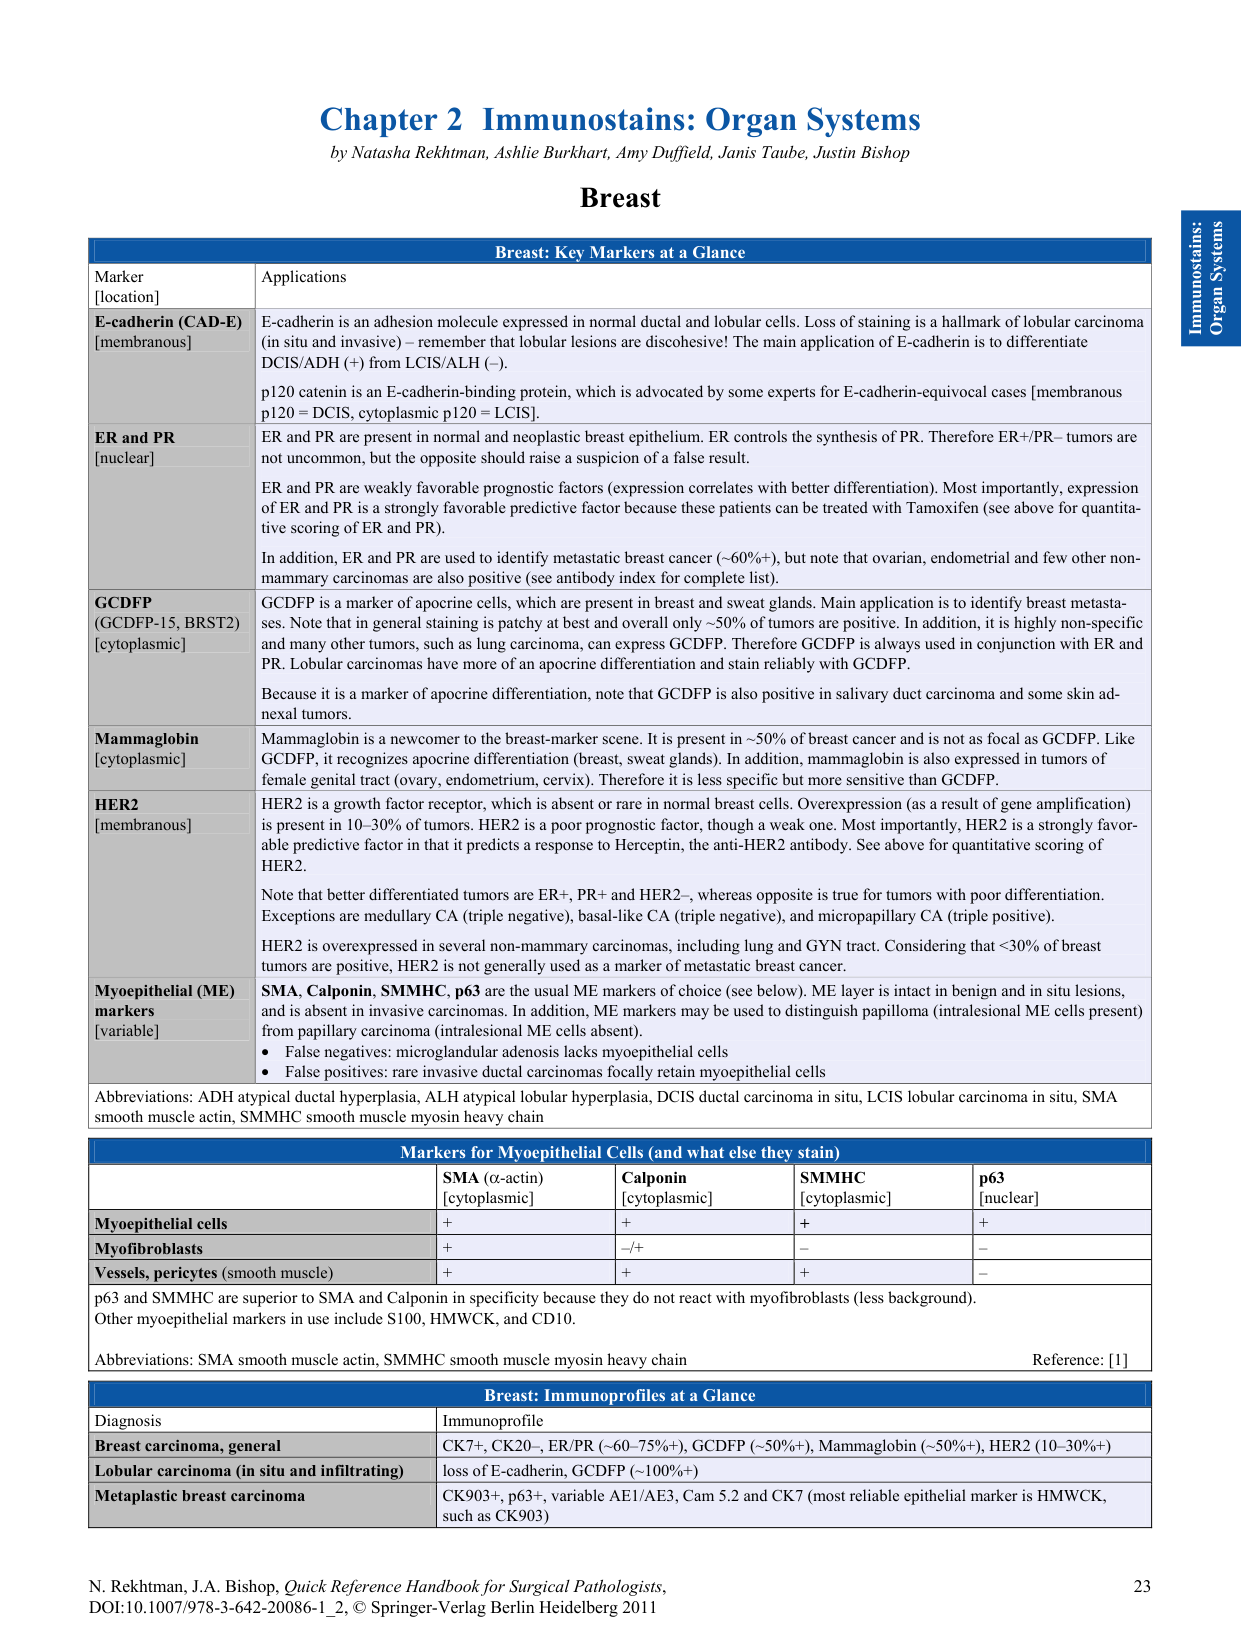 Chapter 2 Immunostains: Organ Systems
by Natasha Rekhtman, Ashlie Burkhart, Amy Duffield, Janis Taube, Justin Bishop
Breast
Immunostains:
Organ Systems
Breast: Key Markers at a Glance
Marker
[location]
Applications
E-cadherin (CAD-E)
[membranous]
E-cadherin is an adhesion molecule expressed in normal ductal and lobular cells. Loss of staining is a hallmark of lobular carcinoma
(in situ and invasive) – remember that lobular lesions are discohesive! The main application of E-cadherin is to differentiate
DCIS/ADH (+) from LCIS/ALH (–).
p120 catenin is an E-cadherin-binding protein, which is advocated by some experts for E-cadherin-equivocal cases [membranous
p120 = DCIS, cytoplasmic p120 = LCIS].
ER and PR
[nuclear]
ER and PR are present in normal and neoplastic breast epithelium. ER controls the synthesis of PR. Therefore ER+/PR– tumors are
not uncommon, but the opposite should raise a suspicion of a false result.
ER and PR are weakly favorable prognostic factors (expression correlates with better differentiation). Most importantly, expression
of ER and PR is a strongly favorable predictive factor because these patients can be treated with Tamoxifen (see above for quantita-
tive scoring of ER and PR).
In addition, ER and PR are used to identify metastatic breast cancer (~60%+), but note that ovarian, endometrial and few other non-
mammary carcinomas are also positive (see antibody index for complete list).
GCDFP
(GCDFP-15, BRST2)
[cytoplasmic]
GCDFP is a marker of apocrine cells, which are present in breast and sweat glands. Main application is to identify breast metasta-
ses. Note that in general staining is patchy at best and overall only ~50% of tumors are positive. In addition, it is highly non-specific
and many other tumors, such as lung carcinoma, can express GCDFP. Therefore GCDFP is always used in conjunction with ER and
PR. Lobular carcinomas have more of an apocrine differentiation and stain reliably with GCDFP.
Because it is a marker of apocrine differentiation, note that GCDFP is also positive in salivary duct carcinoma and some skin ad-
nexal tumors.
Mammaglobin
[cytoplasmic]
Mammaglobin is a newcomer to the breast-marker scene. It is present in ~50% of breast cancer and is not as focal as GCDFP. Like
GCDFP, it recognizes apocrine differentiation (breast, sweat glands). In addition, mammaglobin is also expressed in tumors of
female genital tract (ovary, endometrium, cervix). Therefore it is less specific but more sensitive than GCDFP.
HER2
[membranous]
HER2 is a growth factor receptor, which is absent or rare in normal breast cells. Overexpression (as a result of gene amplification)
is present in 10–30% of tumors. HER2 is a poor prognostic factor, though a weak one. Most importantly, HER2 is a strongly favor-
able predictive factor in that it predicts a response to Herceptin, the anti-HER2 antibody. See above for quantitative scoring of
HER2.
Note that better differentiated tumors are ER+, PR+ and HER2–, whereas opposite is true for tumors with poor differentiation.
Exceptions are medullary CA (triple negative), basal-like CA (triple negative), and micropapillary CA (triple positive).
HER2 is overexpressed in several non-mammary carcinomas, including lung and GYN tract. Considering that <30% of breast
tumors are positive, HER2 is not generally used as a marker of metastatic breast cancer.
Myoepithelial (ME)
markers
[variable]
SMA, Calponin, SMMHC, p63 are the usual ME markers of choice (see below). ME layer is intact in benign and in situ lesions,
and is absent in invasive carcinomas. In addition, ME markers may be used to distinguish papilloma (intralesional ME cells present)
from papillary carcinoma (intralesional ME cells absent).
• False negatives: microglandular adenosis lacks myoepithelial cells
• False positives: rare invasive ductal carcinomas focally retain myoepithelial cells
Abbreviations: ADH atypical ductal hyperplasia, ALH atypical lobular hyperplasia, DCIS ductal carcinoma in situ, LCIS lobular carcinoma in situ, SMA
smooth muscle actin, SMMHC smooth muscle myosin heavy chain
Markers for Myoepithelial Cells (and what else they stain)
SMA (α-actin) Calponin SMMHC p63
[cytoplasmic] [cytoplasmic] [cytoplasmic] [nuclear]
Myoepithelial cells + + + +
Myofibroblasts + –/+ – –
Vessels, pericytes (smooth muscle) + + + –
p63 and SMMHC are superior to SMA and Calponin in specificity because they do not react with myofibroblasts (less background).
Other myoepithelial markers in use include S100, HMWCK, and CD10.
Abbreviations: SMA smooth muscle actin, SMMHC smooth muscle myosin heavy chain Reference: [1]
Breast: Immunoprofiles at a Glance
Diagnosis Immunoprofile
Breast carcinoma, general CK7+, CK20–, ER/PR (~60–75%+), GCDFP (~50%+), Mammaglobin (~50%+), HER2 (10–30%+)
Lobular carcinoma (in situ and infiltrating) loss of E-cadherin, GCDFP (~100%+)
Metaplastic breast carcinoma CK903+, p63+, variable AE1/AE3, Cam 5.2 and CK7 (most reliable epithelial marker is HMWCK,
such as CK903)
N. Rekhtman, J.A. Bishop, Quick Reference Handbook for Surgical Pathologists, 23
DOI:10.1007/978-3-642-20086-1_2, © Springer-Verlag Berlin Heidelberg 2011